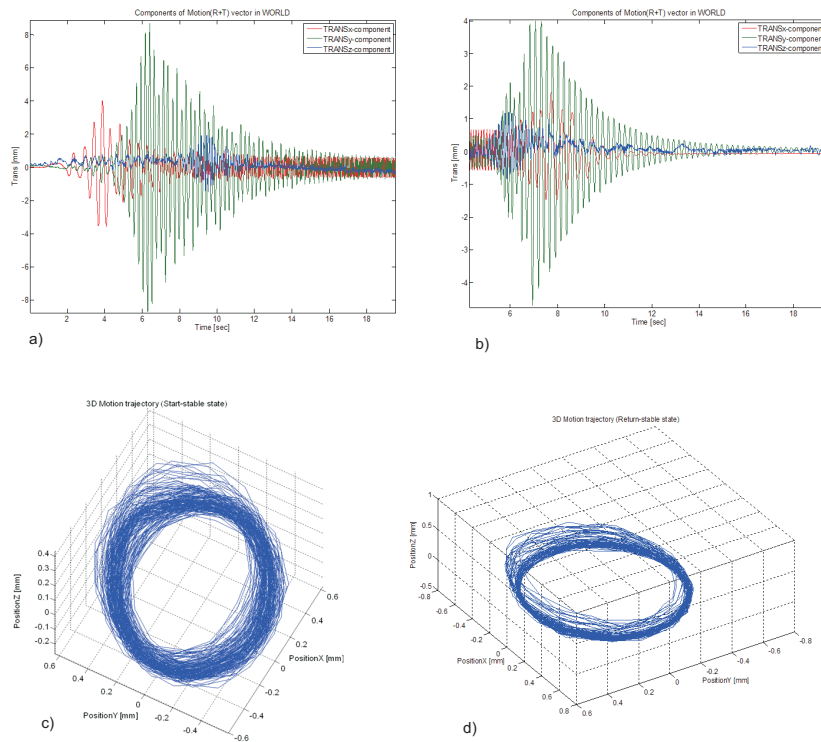 Components of Motion(R+T) vector in WORLD
TRANSx-component
TRANSy-component
TRANSz-component
Trans [mm]
8
6
4
2
0
-2
-4
-6
-8
2 4 6 8 10 12 14 16 18
Time [sec]
a)
Components of Motion(R+T) vector in WORLD
TRANSx-component
TRANSy-component
TRANSz-component
Trans [mm]
4
3
2
1
0
-1
-2
-3
-4
6 8 10 12 14 16 18
Time [sec]
b)
3D Motion trajectory (Start-stable state)
PositionZ [mm]
0.4
0.3
0.2
0.1
0
-0.1
-0.2
0.6
0.4
0.2
0
-0.2
-0.4
-0.6
PositionY [mm]
0.6
0.4
0.2
0
-0.2
-0.4
-0.6
PositionX [mm]
c)
3D Motion trajectory (Return-stable state)
PositionZ [mm]
1
0.5
0
-0.5
-0.8
-0.6
-0.4
-0.2
0
0.2
0.4
0.6
0.8
PositionX [mm]
-0.8
-0.6
-0.4
-0.2
0
0.2
0.4
0.6
PositionY [mm]
d)